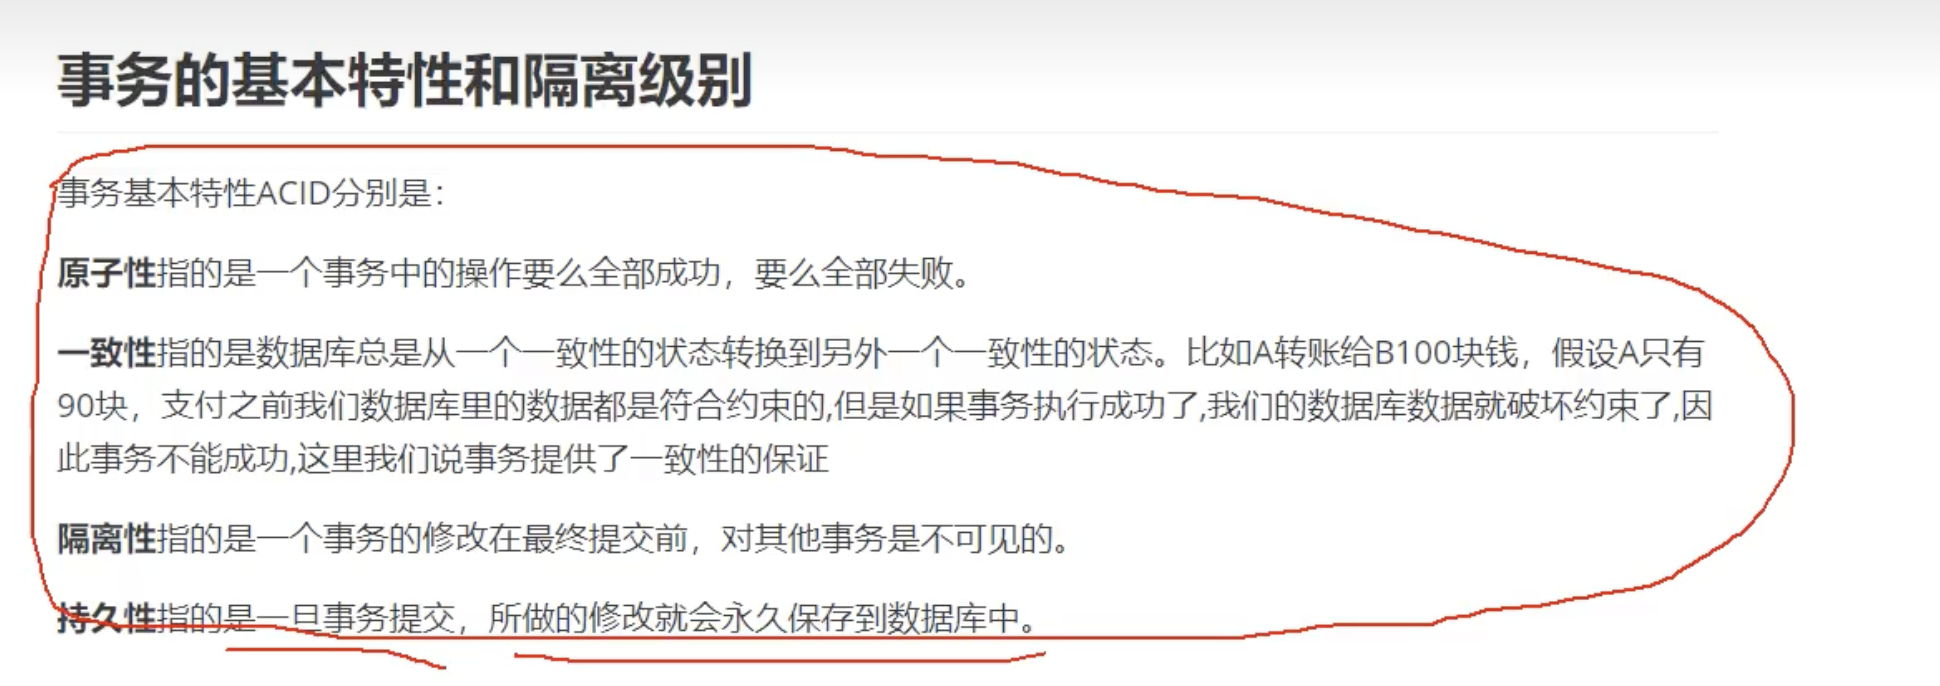 事务的基本特性和隔离级别
事务基本特性ACID分别是：
原子性指的是一个事务中的操作要么全部成功，要么全部失败。
一致性指的是数据库总是从一个一致性的状态转换到另外一个一致性的状态。比如A转账给B100块钱，假设A只有
90块，支付之前我们数据库里的数据都是符合约束的,但是如果事务执行成功了,我们的数据库数据就破坏约束了,因
此事务不能成功,这里我们说事务提供了一致性的保证
隔离性指的是一个事务的修改在最终提交前，对其他事务是不可见的。
持久性指的是一旦事务提交，所做的修改就会永久保存到数据库中。